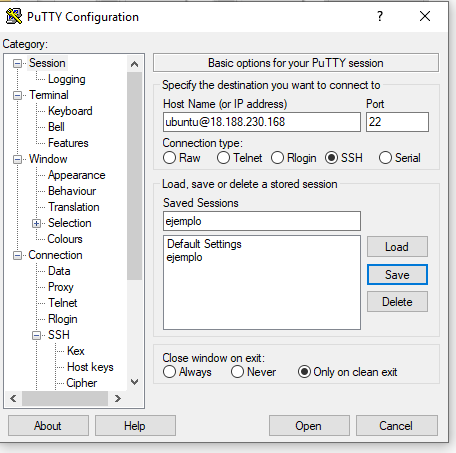 PuTTY Configuration
?
Category:
Session
Logging
Terminal
Keyboard
Bell
Features
Window
Appearance
Behaviour
Translation
Selection
Colours
Connection
Data
Proxy
Telnet
Rlogin
SSH
Kex
Host keys
Cipher
Basic options for your PuTTY session
Specify the destination you want to connect to
Host Name (or IP address) Port
ubuntu@18.188.230.168 22
Connection type:
Raw Telnet Rlogin SSH Serial
Load, save or delete a stored session
Saved Sessions
ejemplo
Default Settings
ejemplo
Load
Save
Delete
Close window on exit:
Always Never Only on clean exit
About Help Open Cancel